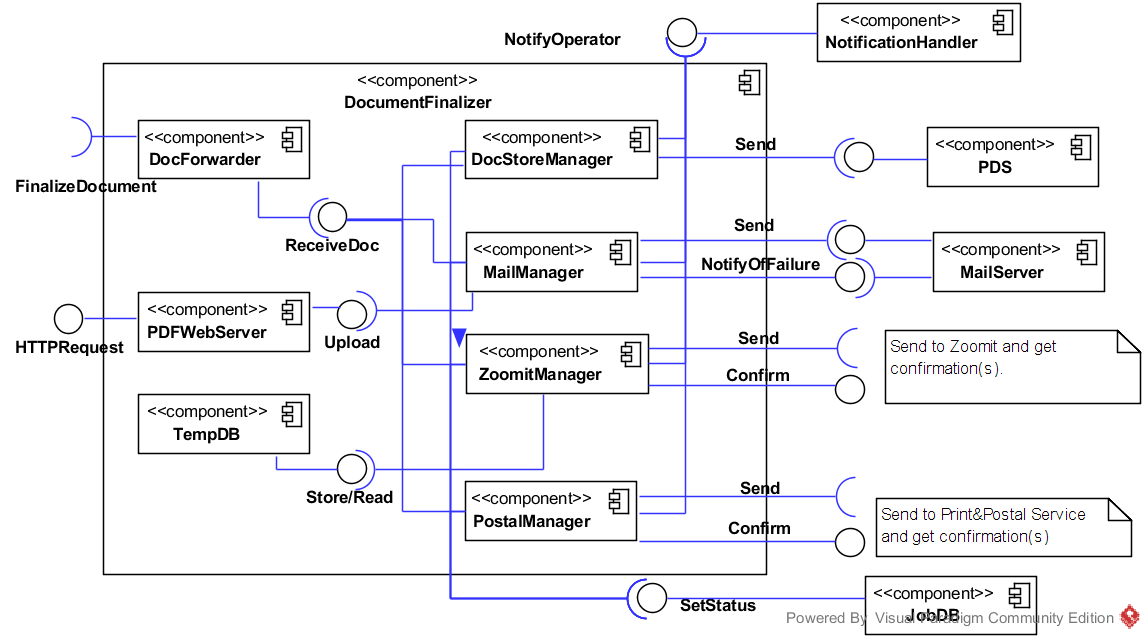 <<component>>
NotificationHandler
NotifyOperator
<<component>>
DocumentFinalizer
<<component>>
DocForwarder
<<component>>
DocStoreManager
Send
<<component>>
PDS
FinalizeDocument
ReceiveDoc
Send
<<component>>
MailManager
NotifyOfFailure
<<component>>
MailServer
<<component>>
PDFWebServer
HTTPRequest
Upload
<<component>>
ZoomitManager
Send
Confirm
Send to Zoomit and get
confirmation(s).
<<component>>
TempDB
Store/Read
<<component>>
PostalManager
Send
Confirm
Send to Print&Postal Service
and get confirmation(s)
<<component>>
JobDB
SetStatus
Powered By Visual Paradigm Community Edition